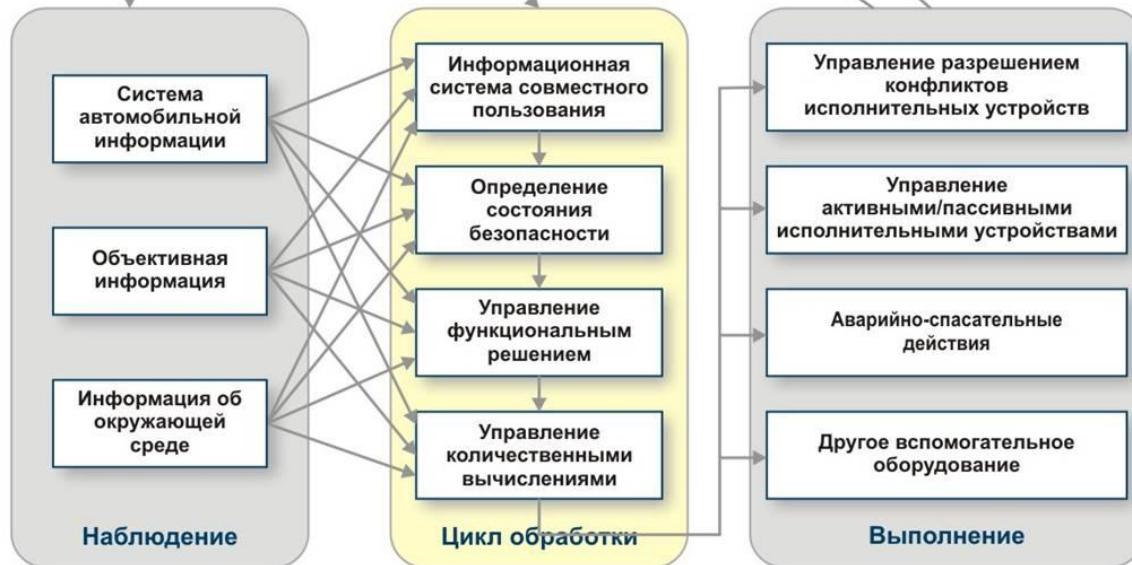 Система
автомобильной
информации
Объективная
информация
Информация об
окружающей
среде
Наблюдение
Информационная
система совместного
пользования
Определение
состояния
безопасности
Управление
функциональным
решением
Управление
количественными
вычислениями
Цикл обработки
Управление разрешением
конфликтов
исполнительных устройств
Управление
активными/пассивными
исполнительными устройствами
Аварийно-спасательные
действия
Другое вспомогательное
оборудование
Выполнение